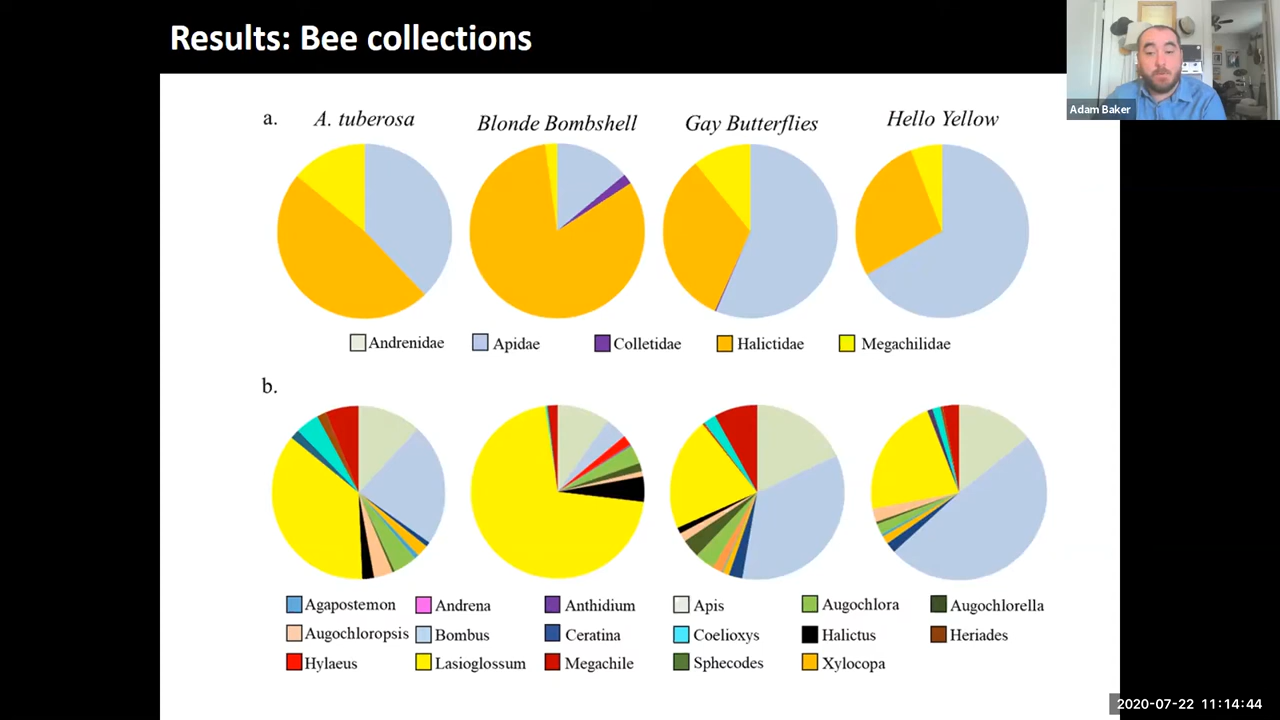 Results: Bee collections
Adam Baker
a. A. tuberosa Blonde Bombshell Gay Butterflies Hello Yellow
Andrenidae Apidae Colletidae Halictidae Megachilidae
b.
Agapostemon Andrena Anthidium Apis Augochlora Augochlorella
Augochloropsis Bombus Ceratina Coelioxys Halictus Heriades
Hylaeus Lasioglossum Megachile Sphecodes Xylocopa
2020-07-22 11:14:44